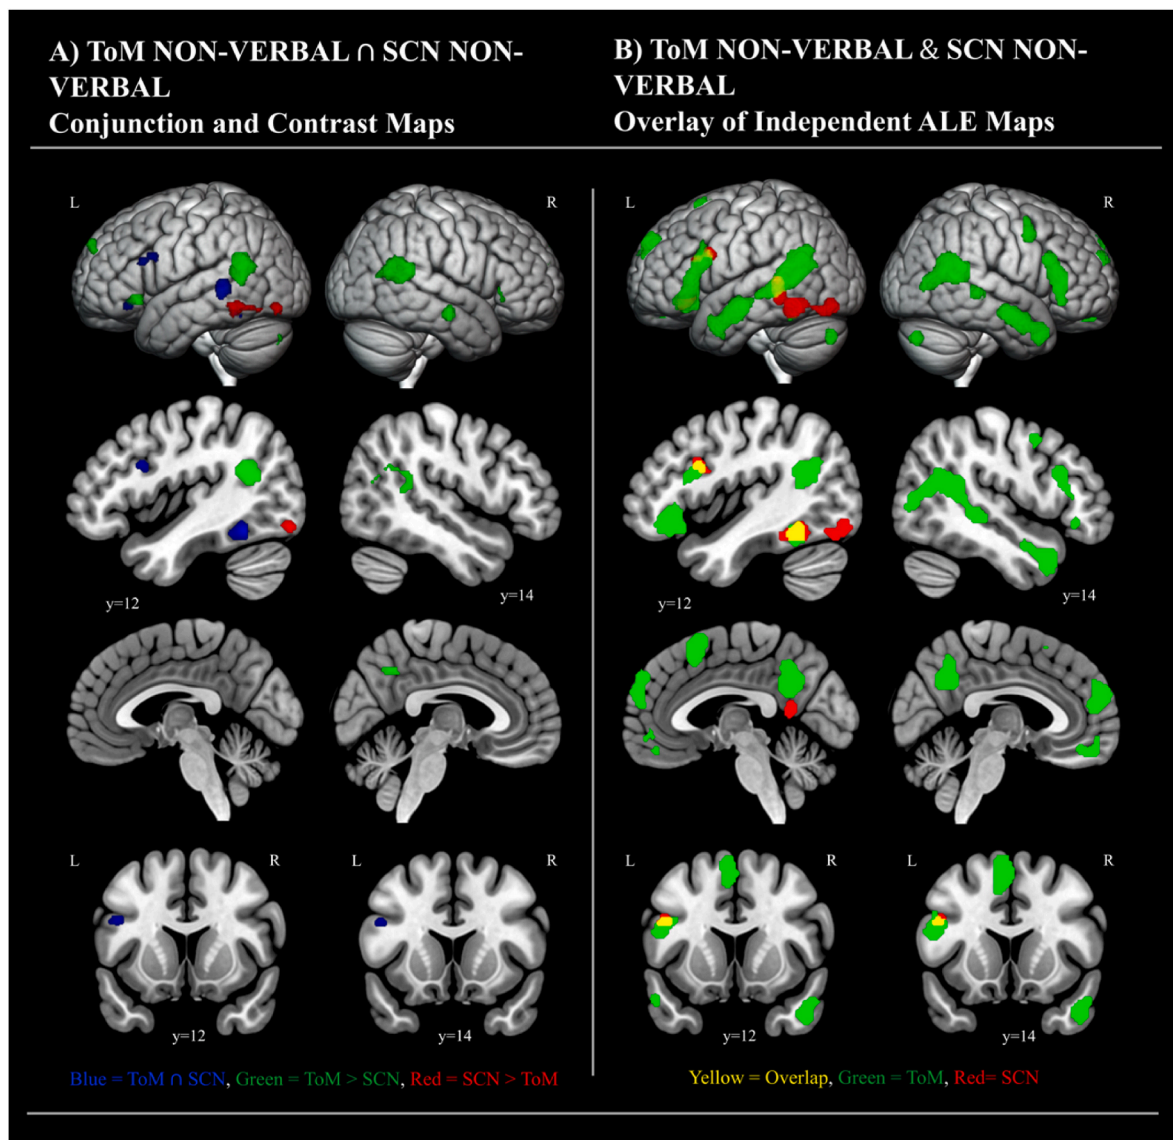 A) ToM NON-VERBAL ∩ SCN NON-
VERBAL
Conjunction and Contrast Maps
B) ToM NON-VERBAL & SCN NON-
VERBAL
Overlay of Independent ALE Maps
L
R
L
R
y=12
y=14
y=12
y=14
L
R
L
R
L
R
L
R
y=12
y=14
y=12
y=14
Blue = ToM ∩ SCN, Green = ToM > SCN, Red = SCN > ToM
Yellow = Overlap, Green = ToM, Red= SCN